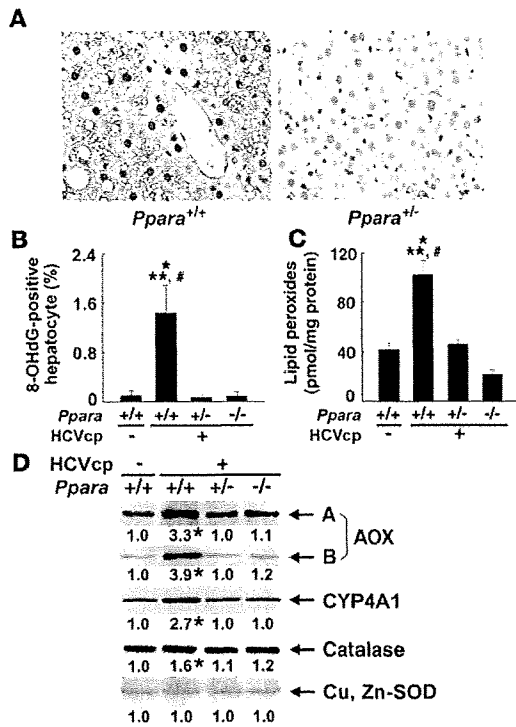 A
Ppara+/+
Ppara+/-
B
8-OHdG-positive
hepatocyte (%)
2.4
1.6
0.8
0
*
**, #
Ppara +/+ +/+ +/- -/-
HCVcp - +
C
Lipid peroxides
(pmol/mg protein)
120
80
40
0
*
**, #
Ppara +/+ +/+ +/- -/-
HCVcp - +
D
HCVcp - +
Ppara +/+ +/+ +/- -/-
A
1.0 3.3* 1.0 1.1
AOX
B
1.0 3.9* 1.0 1.2
CYP4A1
1.0 2.7* 1.0 1.0
Catalase
1.0 1.6* 1.1 1.2
Cu, Zn-SOD
1.0 1.0 1.0 1.0